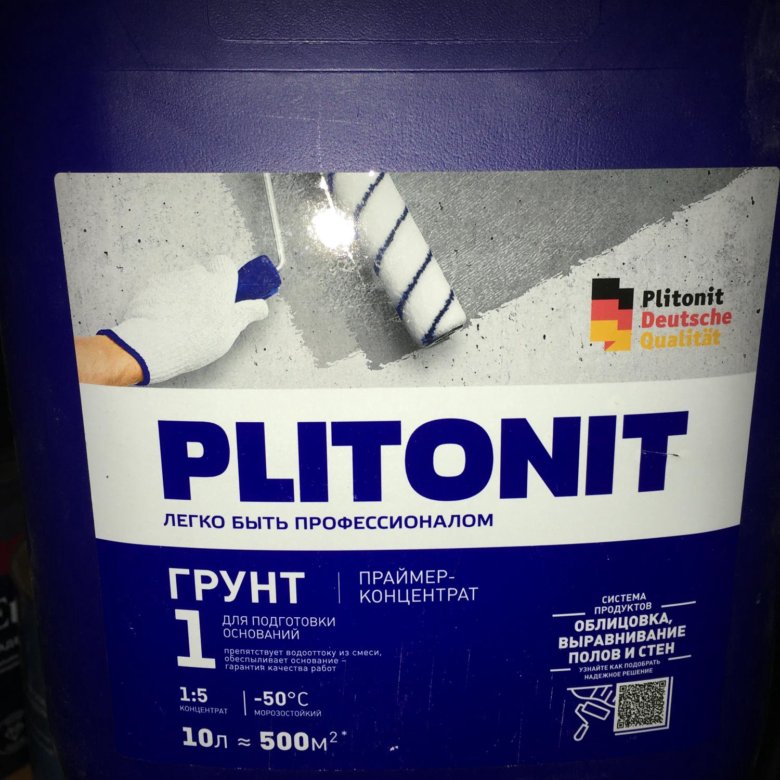 Plitonit
Deutsche
Qualität
PLITONIT
ЛЕГКО БЫТЬ ПРОФЕССИОНАЛОМ
ГРУНТ
1
ДЛЯ ПОДГОТОВКИ
ОСНОВАНИЙ
препятствует водооттоку из смеси,
обеспыливает основание –
гарантия качества работ
ПРАЙМЕР-
КОНЦЕНТРАТ
1:5
КОНЦЕНТРАТ
-50°C
МОРОЗОСТОЙКИЙ
10л ≈ 500м²*
СИСТЕМА
ПРОДУКТОВ
ОБЛИЦОВКА,
ВЫРАВНИВАНИЕ
ПОЛОВ И СТЕН
УЗНАЙТЕ КАК ПОДОБРАТЬ
НАДЕЖНОЕ РЕШЕНИЕ